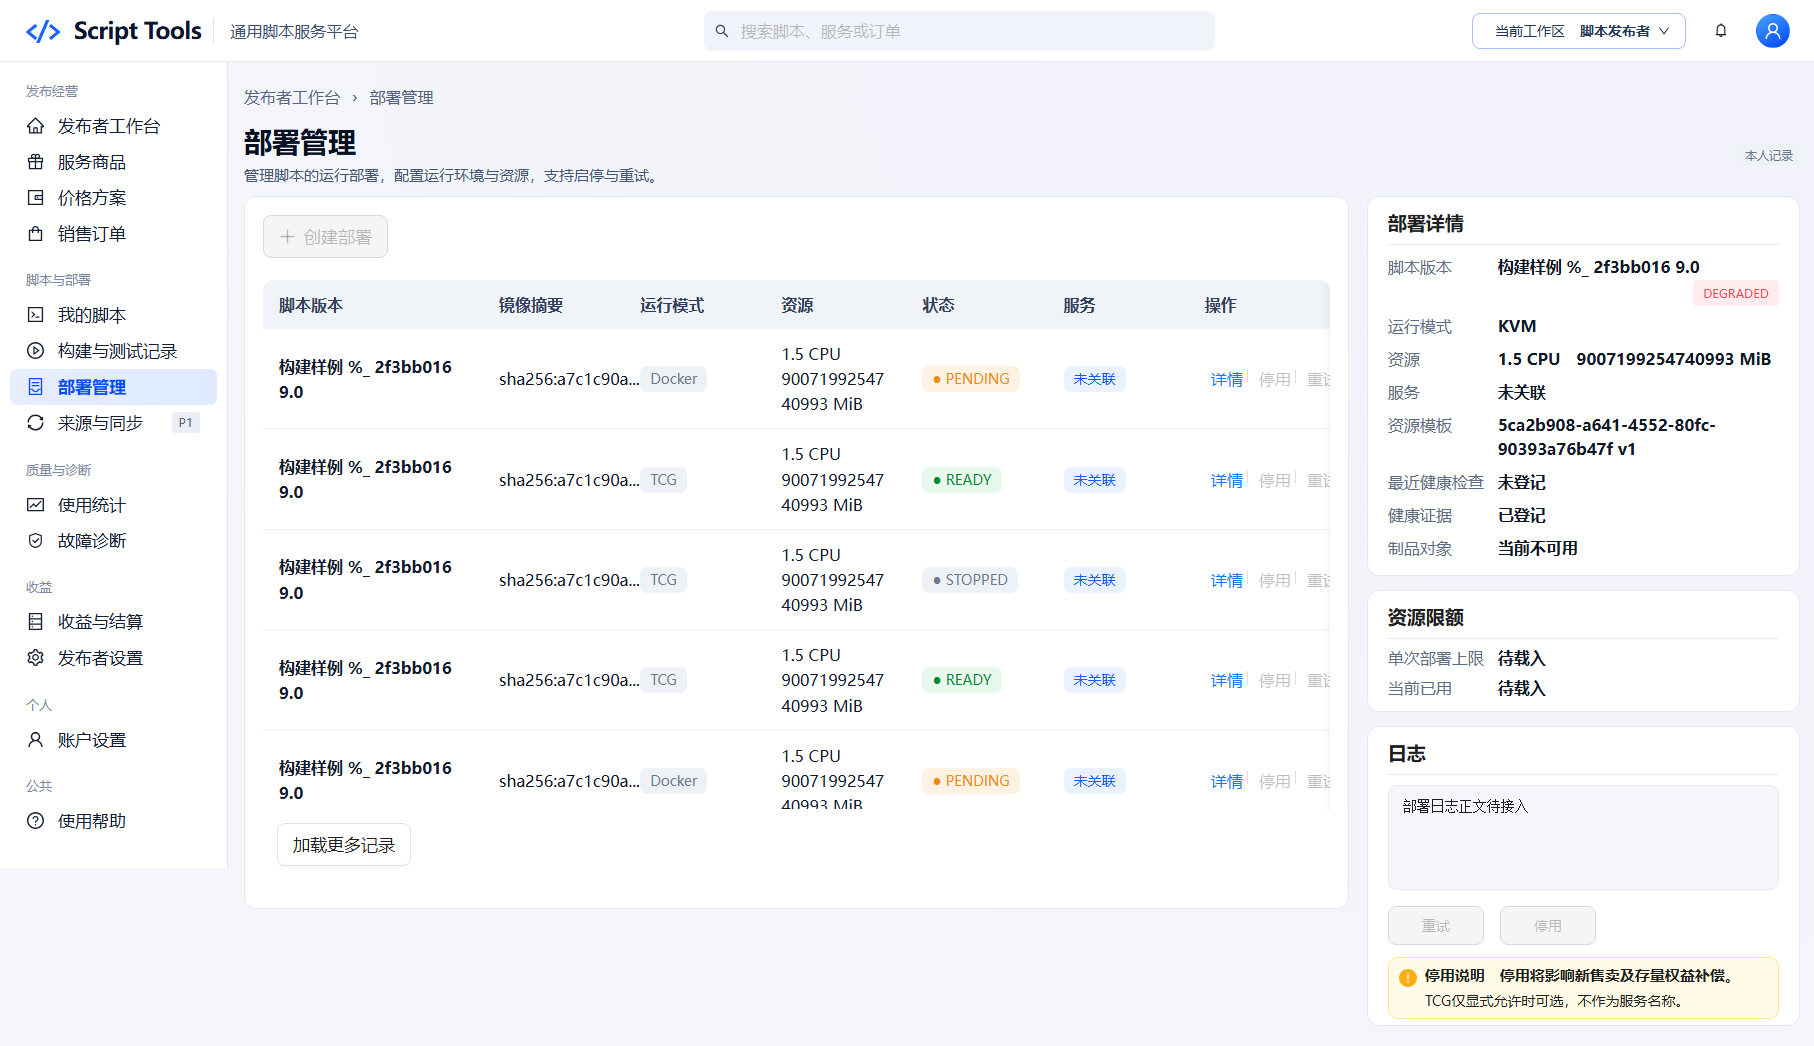 Script Tools
通用脚本服务平台
搜索脚本、服务或订单
当前工作区 脚本发布者
发布经营
发布者工作台
服务商品
价格方案
销售订单
脚本与部署
我的脚本
构建与测试记录
部署管理
来源与同步 P1
质量与诊断
使用统计
故障诊断
收益
收益与结算
发布者设置
个人
账户设置
公共
使用帮助
发布者工作台 › 部署管理
部署管理
管理脚本的运行部署，配置运行环境与资源，支持启停与重试。
本人记录
+ 创建部署
脚本版本 镜像摘要 运行模式 资源 状态 服务 操作
构建样例 %_ 2f3bb016 9.0 sha256:a7c1c90a... Docker 1.5 CPU 9007199254740993 MiB PENDING 未关联 详情 停用 重试
构建样例 %_ 2f3bb016 9.0 sha256:a7c1c90a... TCG 1.5 CPU 9007199254740993 MiB READY 未关联 详情 停用 重试
构建样例 %_ 2f3bb016 9.0 sha256:a7c1c90a... TCG 1.5 CPU 9007199254740993 MiB STOPPED 未关联 详情 停用 重试
构建样例 %_ 2f3bb016 9.0 sha256:a7c1c90a... TCG 1.5 CPU 9007199254740993 MiB READY 未关联 详情 停用 重试
构建样例 %_ 2f3bb016 9.0 sha256:a7c1c90a... Docker 1.5 CPU 9007199254740993 MiB PENDING 未关联 详情 停用 重试
加载更多记录
部署详情
脚本版本 构建样例 %_ 2f3bb016 9.0
DEGRADED
运行模式 KVM
资源 1.5 CPU 9007199254740993 MiB
服务 未关联
资源模板 5ca2b908-a641-4552-80fc-
90393a76b47f v1
最近健康检查 未登记
健康证据 已登记
制品对象 当前不可用
资源限额
单次部署上限 待载入
当前已用 待载入
日志
部署日志正文待接入
重试 停用
停用说明 停用将影响新售卖及存量权益补偿。
TCG仅显式允许时可选，不作为服务名称。